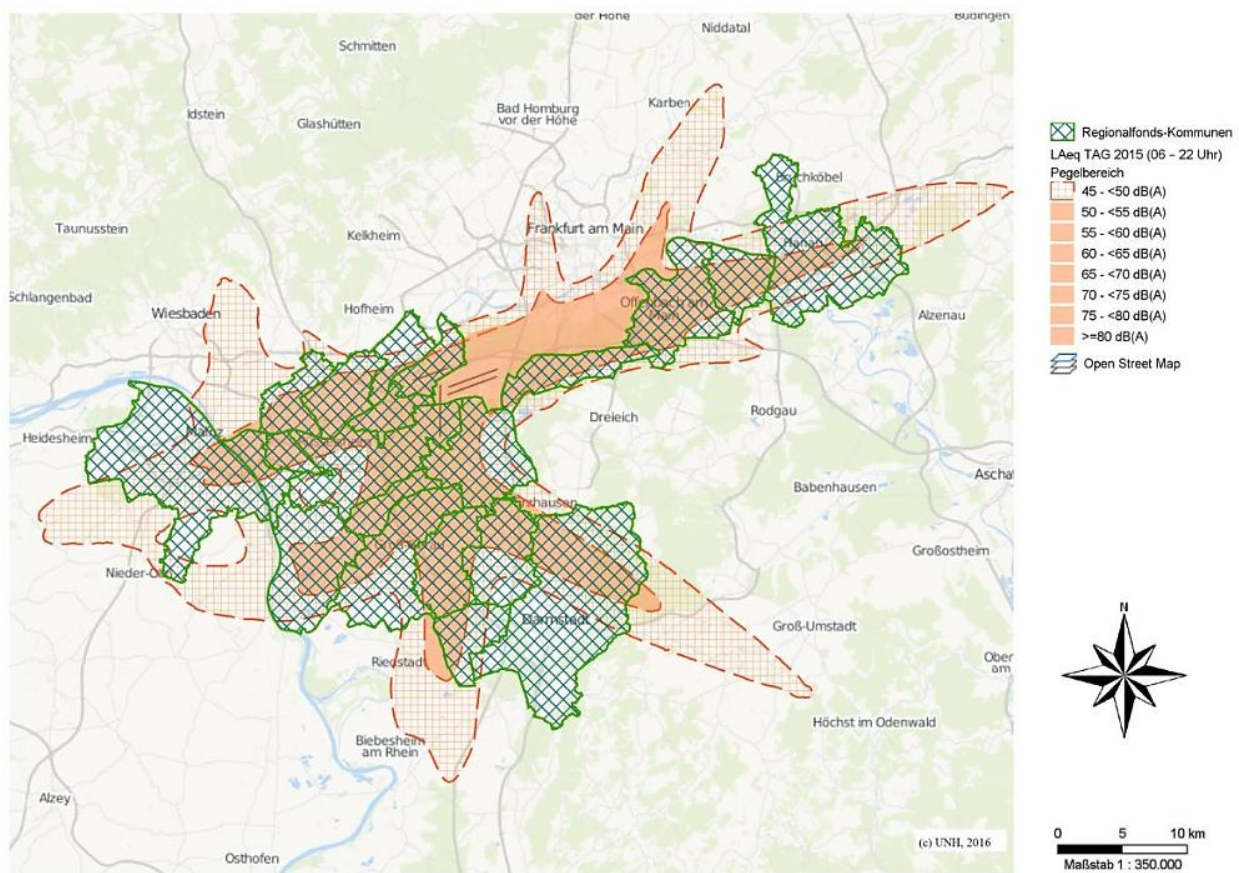 der Höhe
Büdingen
Niddatal
Schmitten
Karben
Bad Homburg
vor der Höhe
Idstein
Glashütten
Taunusstein
Kelkheim
Frankfurt am Main
Hanau
Schlangenbad
Wiesbaden
Hofheim
Offenbach am
Main
Alzenau
Heidesheim
Mainz
Dreieich
Rodgau
Aschaf
Babenhausen
Großostheim
Darmstadt
Groß-Umstadt
Riedstadt
Ober
am
Höchst im Odenwald
Biebesheim
am Rhein
Alzey
Osthofen
(c) UNH, 2016
Regionalfonds-Kommunen
LAeq TAG 2015 (06 – 22 Uhr)
Pegelbereich
45 - <50 dB(A)
50 - <55 dB(A)
55 - <60 dB(A)
60 - <65 dB(A)
65 - <70 dB(A)
70 - <75 dB(A)
75 - <80 dB(A)
>=80 dB(A)
Open Street Map
N
0 5 10 km
Maßstab 1 : 350.000